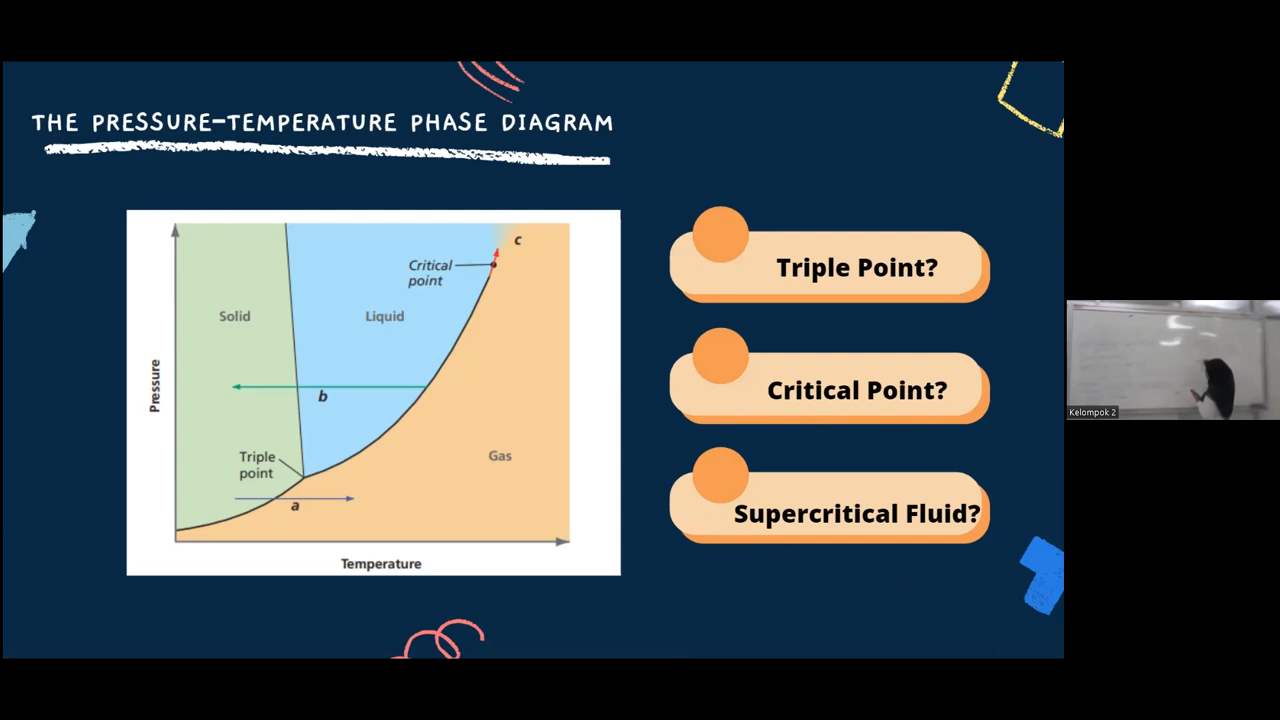 THE PRESSURE-TEMPERATURE PHASE DIAGRAM
c
Critical
point
Solid
Liquid
Pressure
b
Triple
point
Gas
a
Temperature
Triple Point?
Critical Point?
Supercritical Fluid?
Kelompok 2